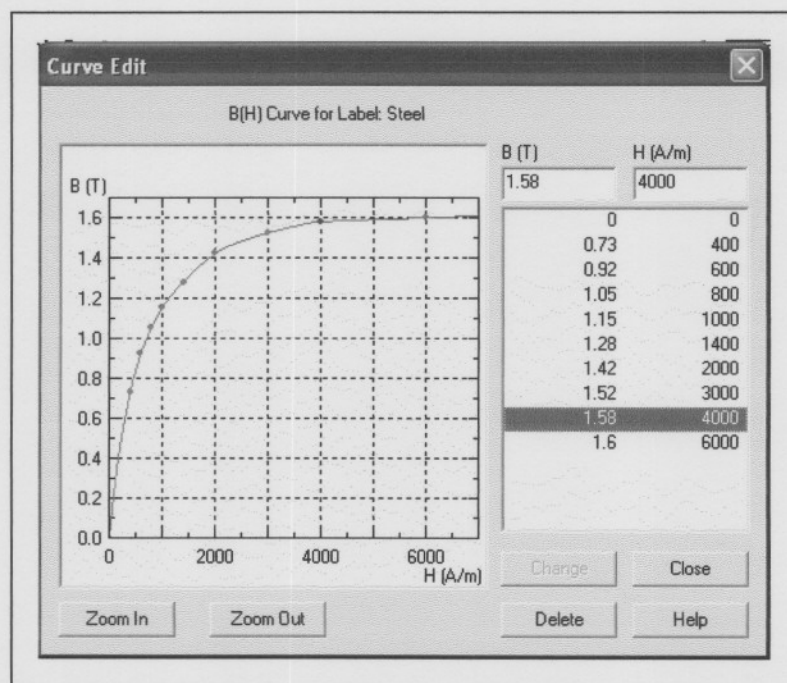 Curve Edit
B(H) Curve for Label: Steel
B (T)
1.6
1.4
1.2
1.0
0.8
0.6
0.4
0.2
0.0
0 2000 4000 6000
H (A/m)
Zoom In Zoom Out
B (T) H (A/m)
1.58 4000
0 0
0.73 400
0.92 600
1.05 800
1.15 1000
1.28 1400
1.42 2000
1.52 3000
1.58 4000
1.6 6000
Change Close
Delete Help